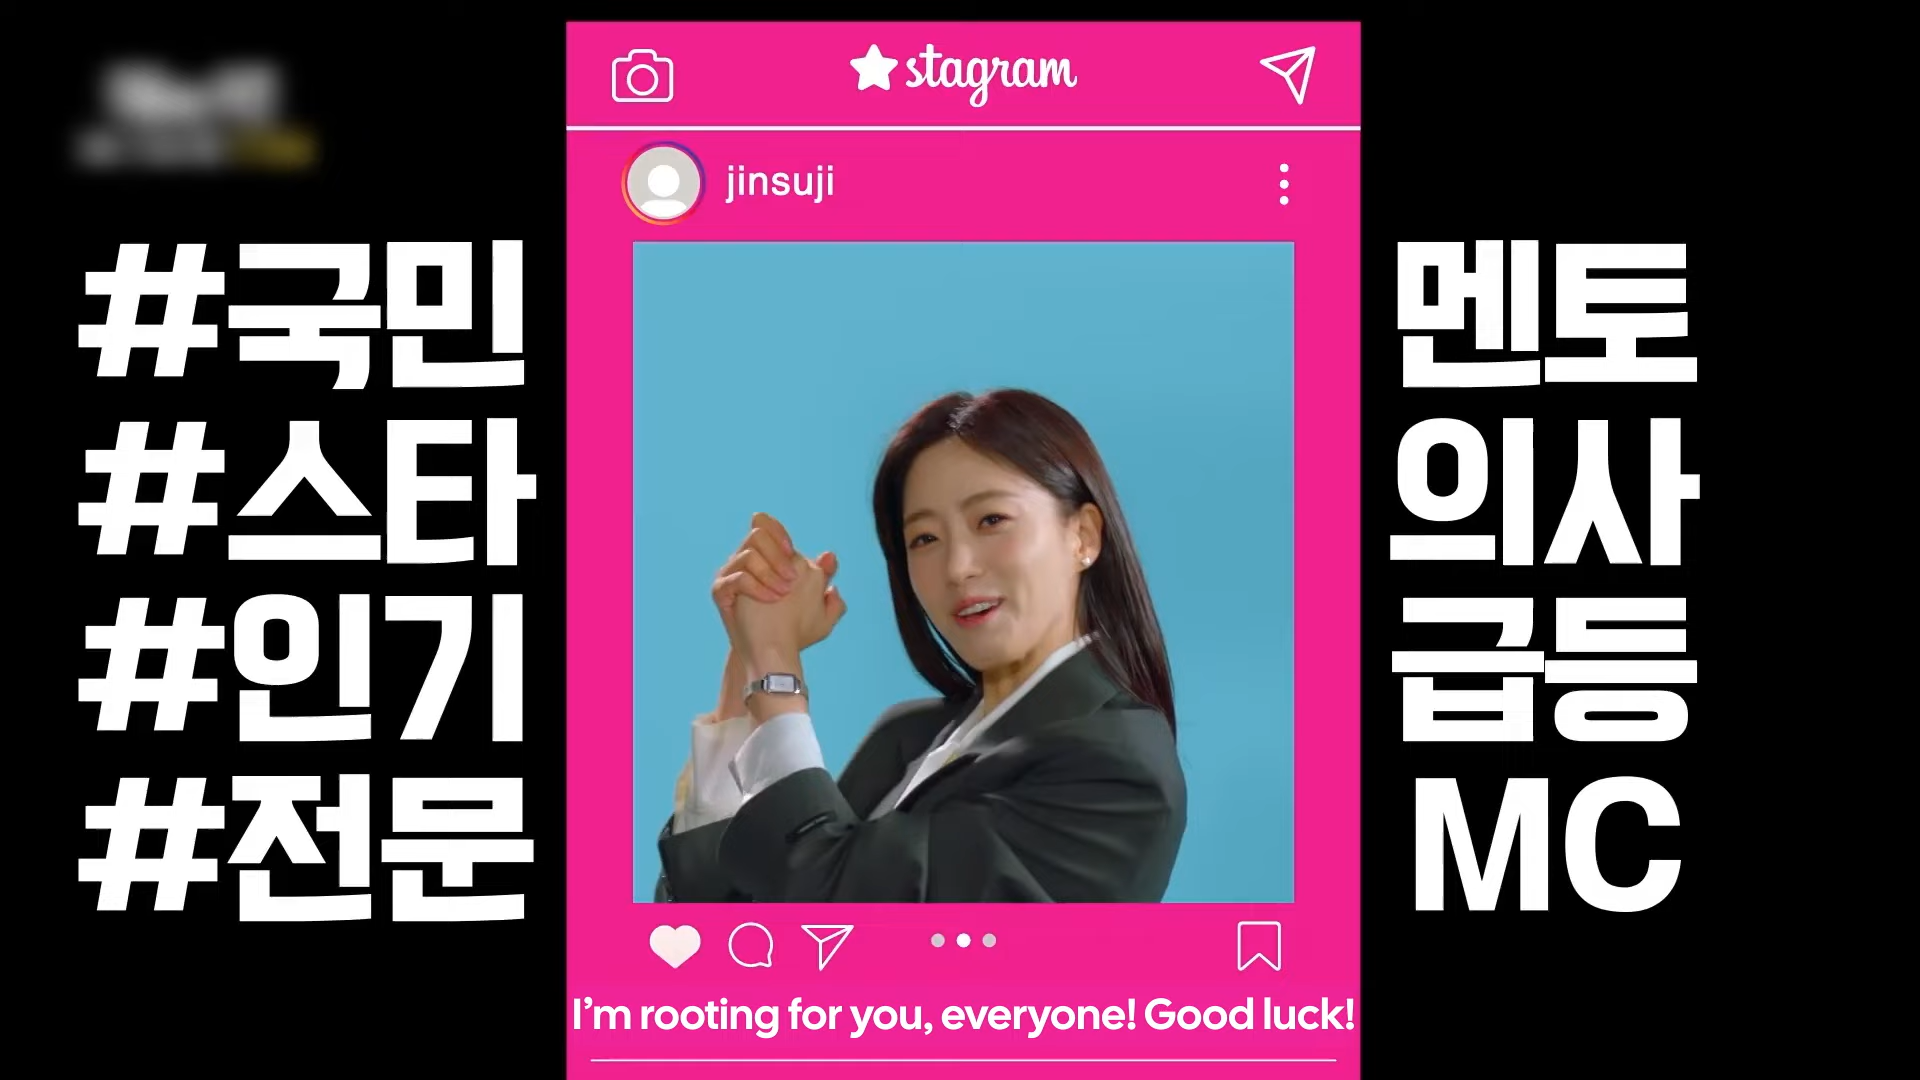 stagram
jinsuji
#국민 멘토
#스타 의사
#인기 급등
#전문 MC
I'm rooting for you, everyone! Good luck!